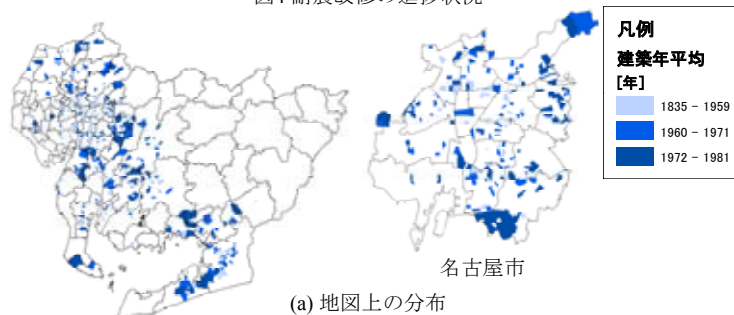 凡例
建築年平均
[年]
1835 - 1959
1960 - 1971
1972 - 1981
名古屋市
(a) 地図上の分布